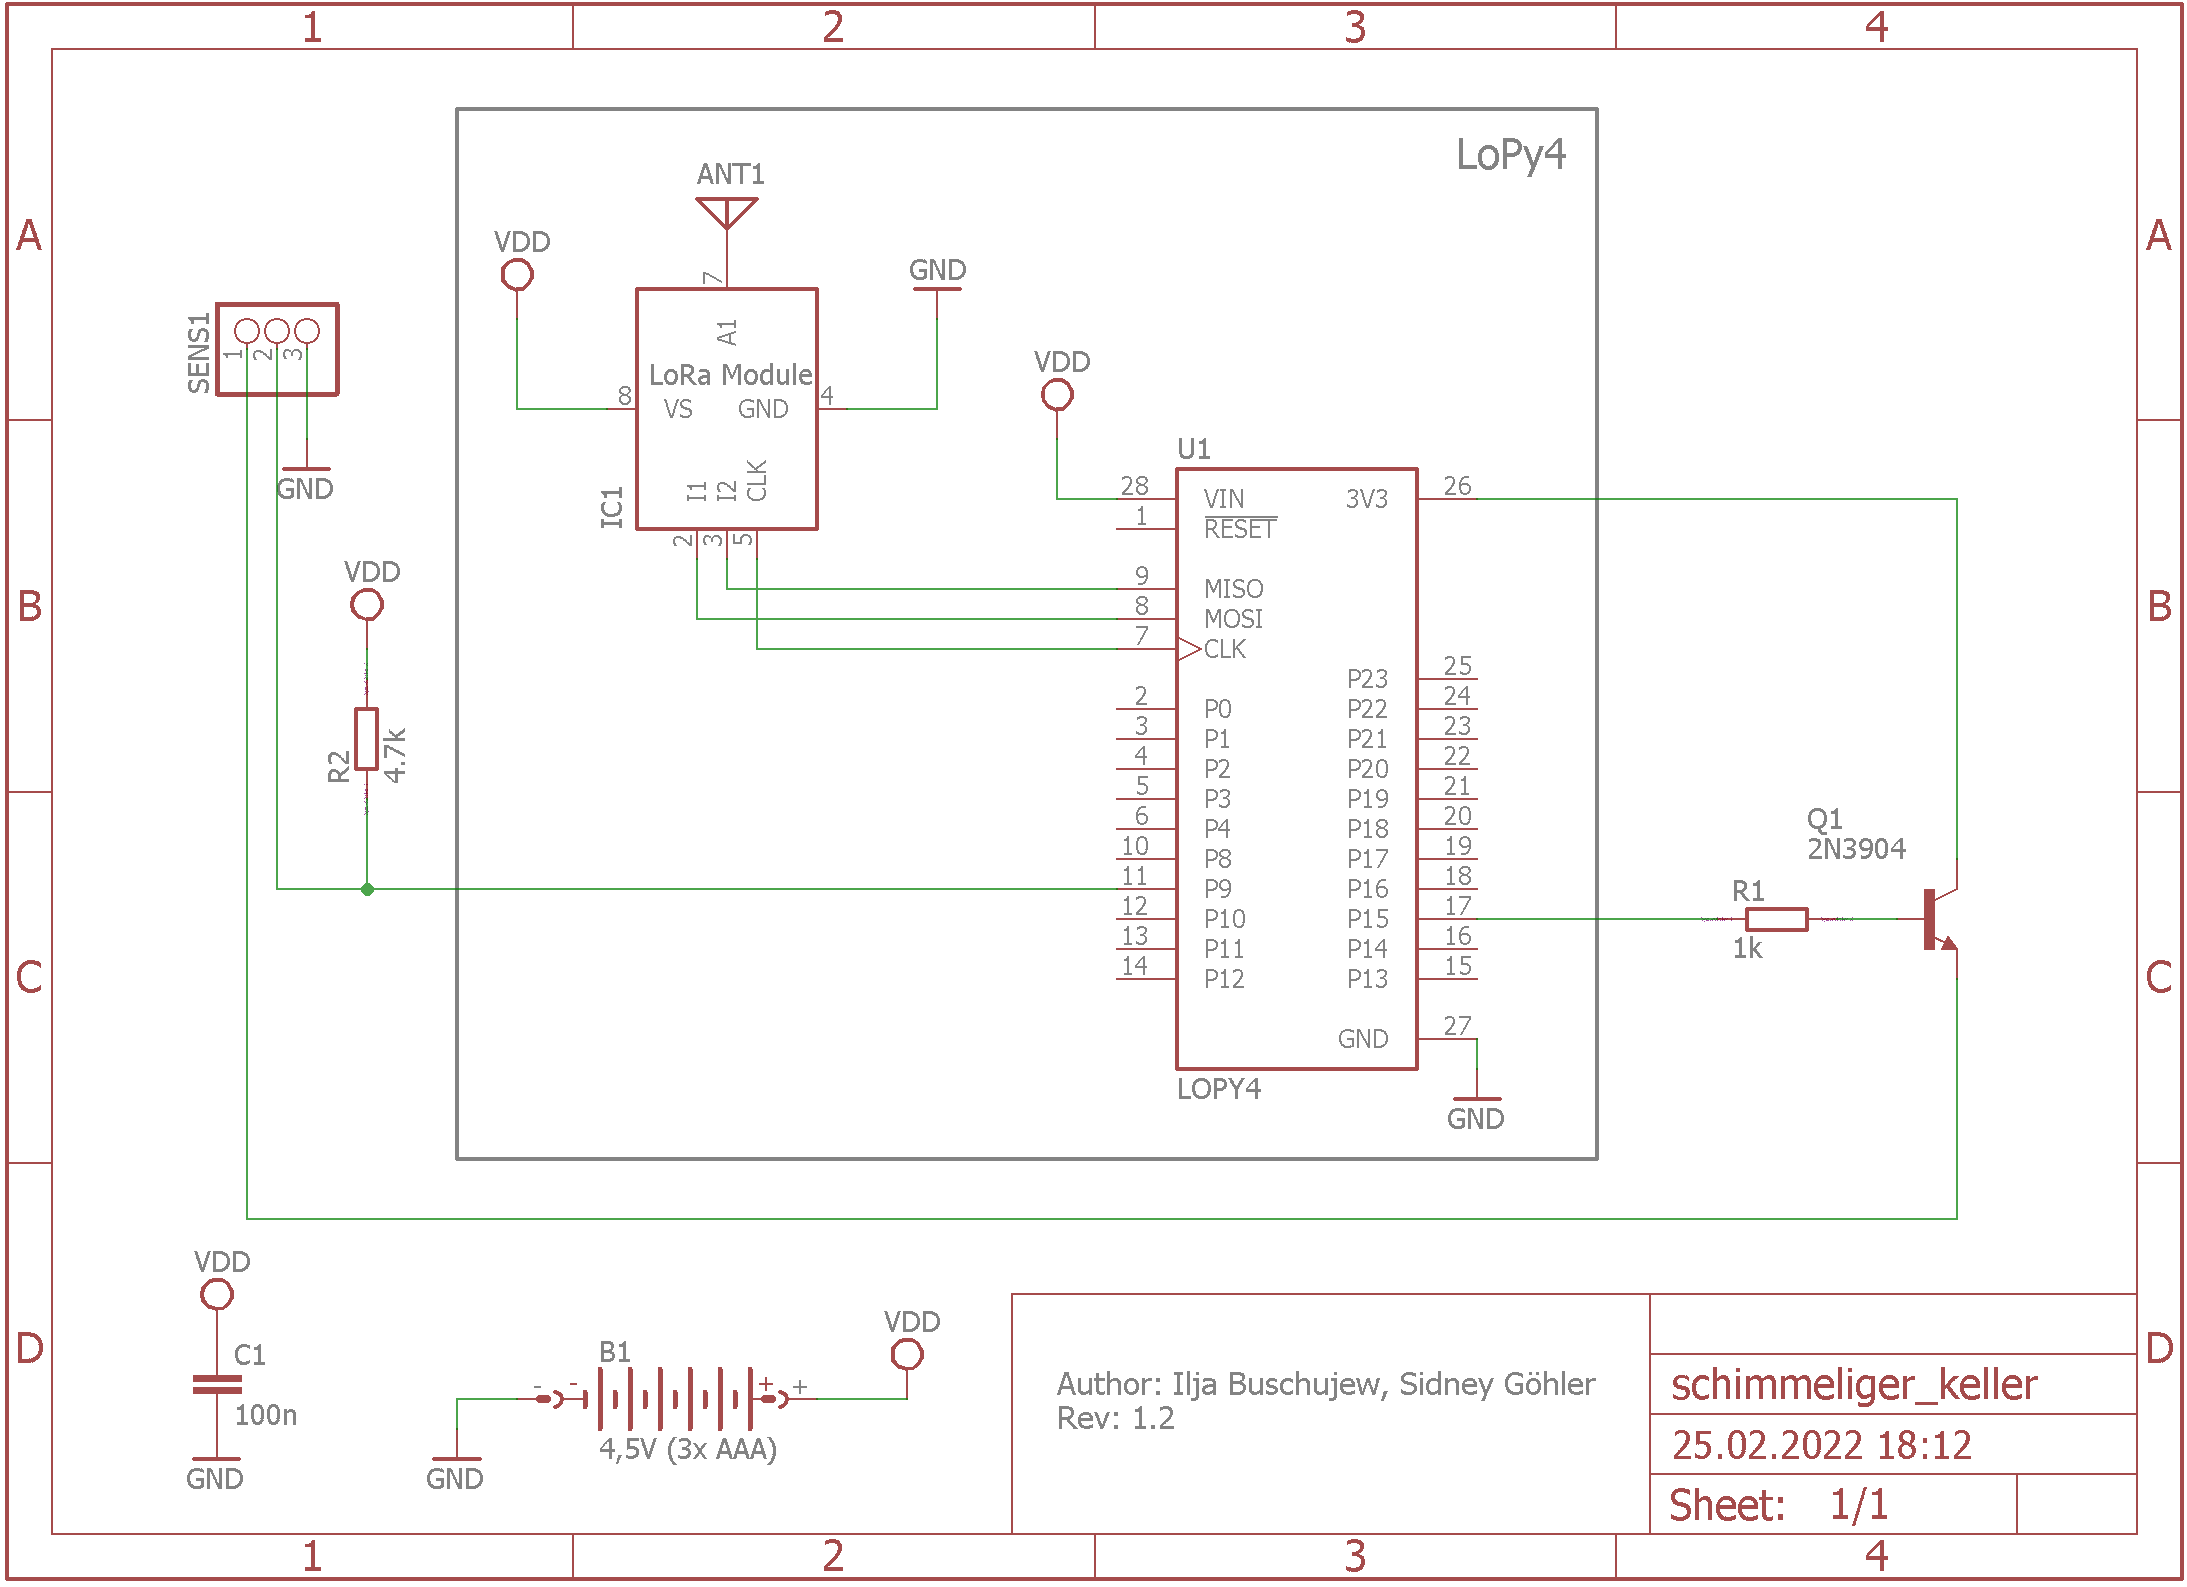 1 2 3 4
A A
B B
C C
D D
LoPy4
ANT1
VDD
GND
7
A1
LoRa Module
8 VS GND 4
I1 I2 CLK
2 3 5
IC1
SENS1
1 2 3
GND
VDD
R2
4.7k
VDD
U1
28 VIN 3V3 26
1 RESET
9 MISO
8 MOSI
7 CLK
P23 25
2 P0 P22 24
3 P1 P21 23
4 P2 P20 22
5 P3 P19 21
6 P4 P18 20
10 P8 P17 19
11 P9 P16 18
12 P10 P15 17
13 P11 P14 16
14 P12 P13 15
GND 27
LOPY4
GND
Q1
2N3904
R1
1k
VDD
C1
100n
GND
B1
- - + +
4,5V (3x AAA)
GND
VDD
Author: Ilja Buschujew, Sidney Göhler
Rev: 1.2
schimmeliger_keller
25.02.2022 18:12
Sheet: 1/1
1 2 3 4